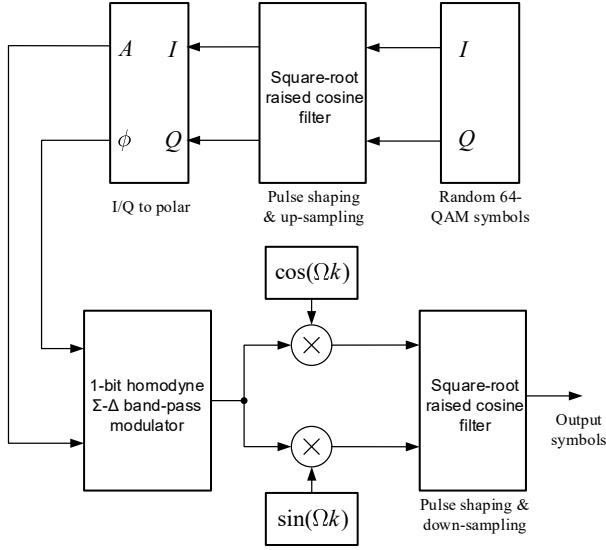 A I
I
Q
ϕ Q
Square-root
raised cosine
filter
I/Q to polar
Pulse shaping
& up-sampling
Random 64-
QAM symbols
cos(Ωk)
×
1-bit homodyne
Σ-Δ band-pass
modulator
Square-root
raised cosine
filter
Output
symbols
×
sin(Ωk)
Pulse shaping &
down-sampling